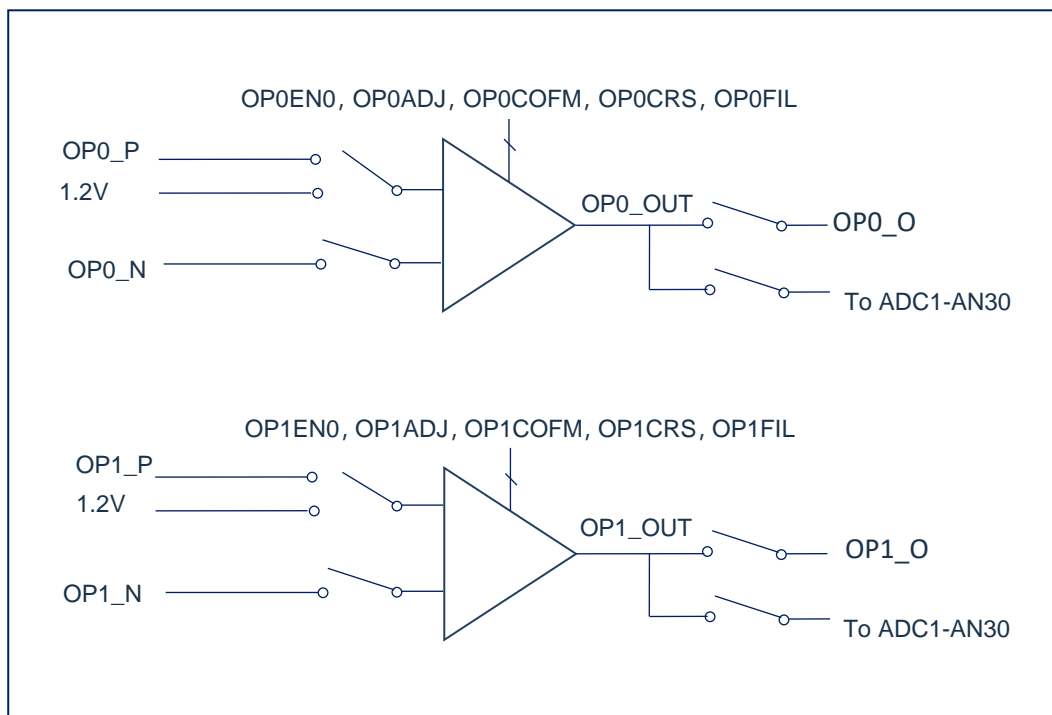 OP0EN0, OP0ADJ, OP0COFM, OP0CRS, OP0FIL
OP0_P
1.2V
OP0_N
OP0_OUT
OP0_O
To ADC1-AN30
OP1EN0, OP1ADJ, OP1COFM, OP1CRS, OP1FIL
OP1_P
1.2V
OP1_N
OP1_OUT
OP1_O
To ADC1-AN30